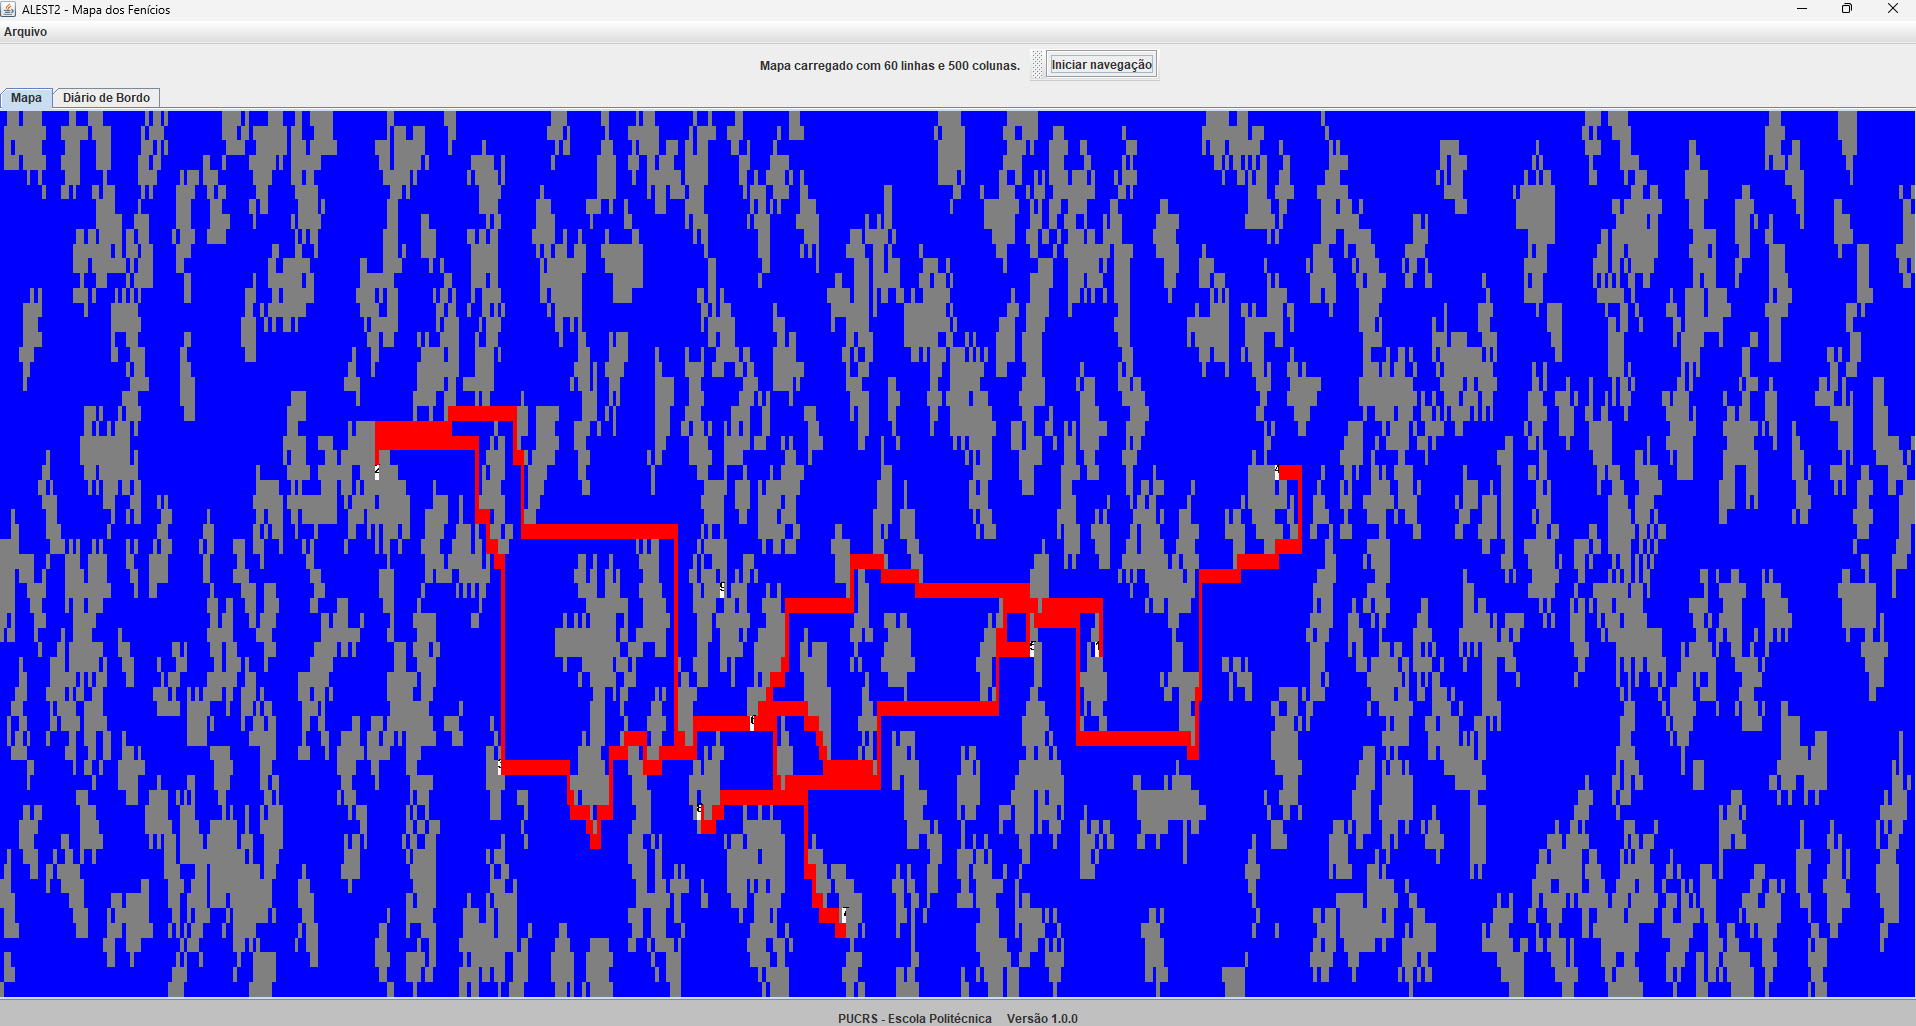 ALEST2 - Mapa dos Fenícios
Arquivo
Mapa carregado com 60 linhas e 500 colunas. Iniciar navegação
Mapa Diário de Bordo
2
4
9
5 1
6
3
8
7
PUCRS - Escola Politécnica Versão 1.0.0